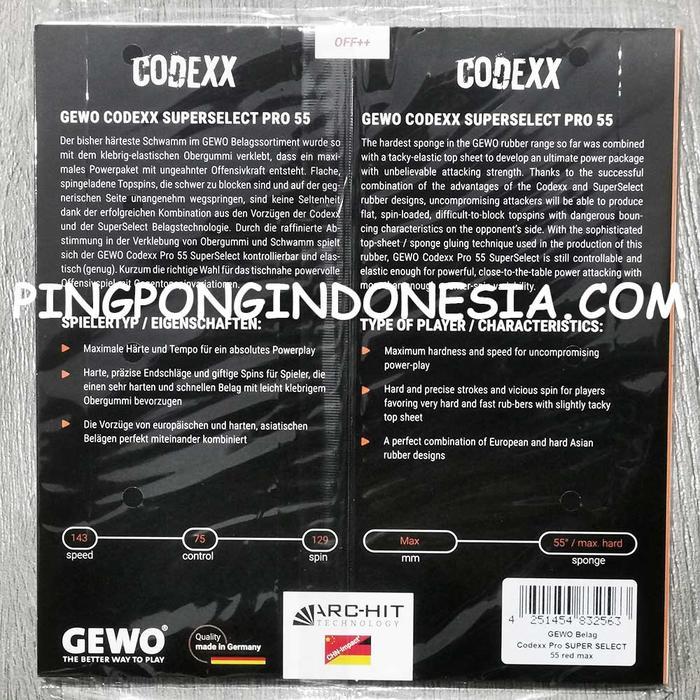 OFF++
CODEXX
GEWO CODEXX SUPERSELECT PRO 55
Der bisher härteste Schwamm im GEWO Belagssortiment wurde so
mit dem klebrig-elastischen Obergummi verklebt, dass ein maxi-
males Powerpaket mit ungeahnter Offensivkraft entsteht. Flache,
spingeladene Topspins, die schwer zu blocken sind und auf der geg-
nerischen Seite unangenehm wegspringen, sind keine Seltenheit
dank der erfolgreichen Kombination aus den Vorzügen der Codexx
und der SuperSelect Belagstechnologie. Durch die raffinierte Ab-
stimmung in der Verklebung von Obergummi und Schwamm spielt
sich der GEWO Codexx Pro 55 SuperSelect kontrollierbar und elas-
tisch (genug). Kurzum die richtige Wahl für das tischnahe powervolle
Offensivspiel mit
SPIELERTYP / EIGENSCHAFTEN:
Maximale Härte und Tempo für ein absolutes Powerplay
Harte, präzise Endschläge und giftige Spins für Spieler, die
einen sehr harten und schnellen Belag mit leicht klebrigem
Obergummi bevorzugen
Die Vorzüge von europäischen und harten, asiatischen
Belägen perfekt miteinander kombiniert
143
75
129
speed
control
spin
CODEXX
GEWO CODEXX SUPERSELECT PRO 55
The hardest sponge in the GEWO rubber range so far was combined
with a tacky-elastic top sheet to develop an ultimate power package
with unbelievable attacking strength. Thanks to the successful
combination of the advantages of the Codexx and SuperSelect
rubber designs, uncompromising attackers will be able to produce
flat, spin-loaded, difficult-to-block topspins with dangerous boun-
cing characteristics on the opponent's side. With the sophisticated
top-sheet / sponge gluing technique used in the production of this
rubber, GEWO Codexx Pro 55 SuperSelect is still controllable and
elastic enough for powerful, close-to-the-table power attacking with
PINGPONGINDONESIA.COM
TYPE OF PLAYER / CHARACTERISTICS:
Maximum hardness and speed for uncompromising
power-play
Hard and precise strokes and vicious spin for players
favoring very hard and fast rub-bers with slightly tacky
top sheet
A perfect combination of European and hard Asian
rubber designs
Max
55° / max. hard
mm
sponge
GEWO®
THE BETTER WAY TO PLAY
Quality
made in Germany
ARC-HIT
TECHNOLOGY
CHN-Impact
4 251454 832563
GEWO Belag
Codexx Pro SUPER SELECT
55 red max